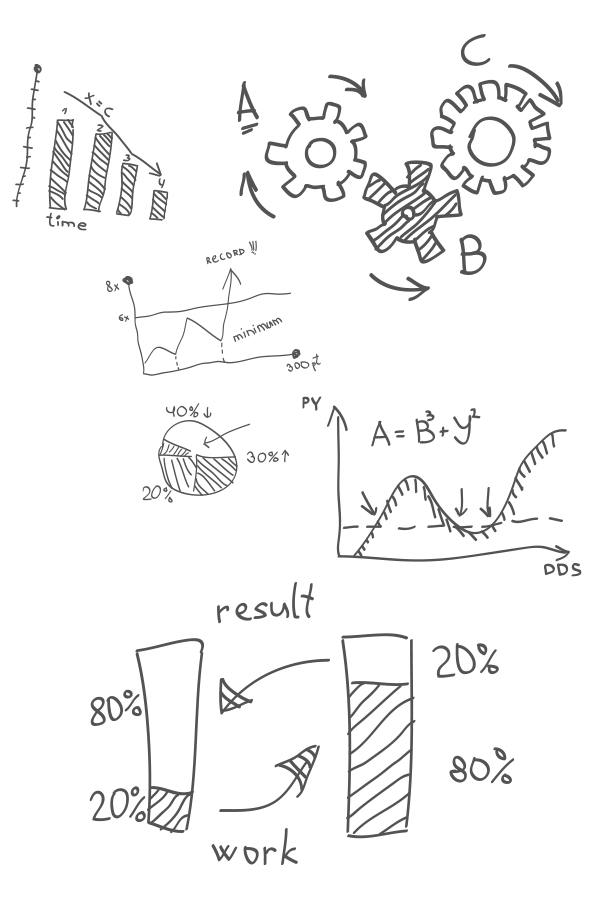 C
A
X=C
1
2
3
4
time
B
RECORD !!!
8x
6x
minimum
300pt
40%↓
30%↑
20%
PY
A=B³+y²
DDS
result
80%
20%
20%
80%
work